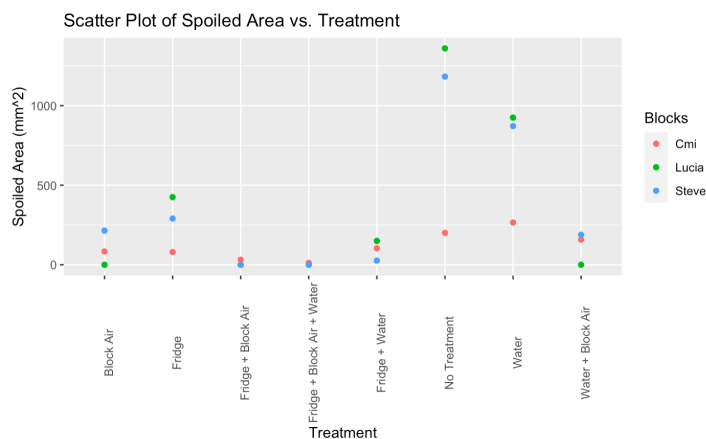 Scatter Plot of Spoiled Area vs. Treatment
Spoiled Area (mm^2)
1000
500
0
Block Air
Fridge
Fridge + Block Air
Fridge + Block Air + Water
Fridge + Water
No Treatment
Water
Water + Block Air
Treatment
Blocks
Cmi
Lucia
Steve